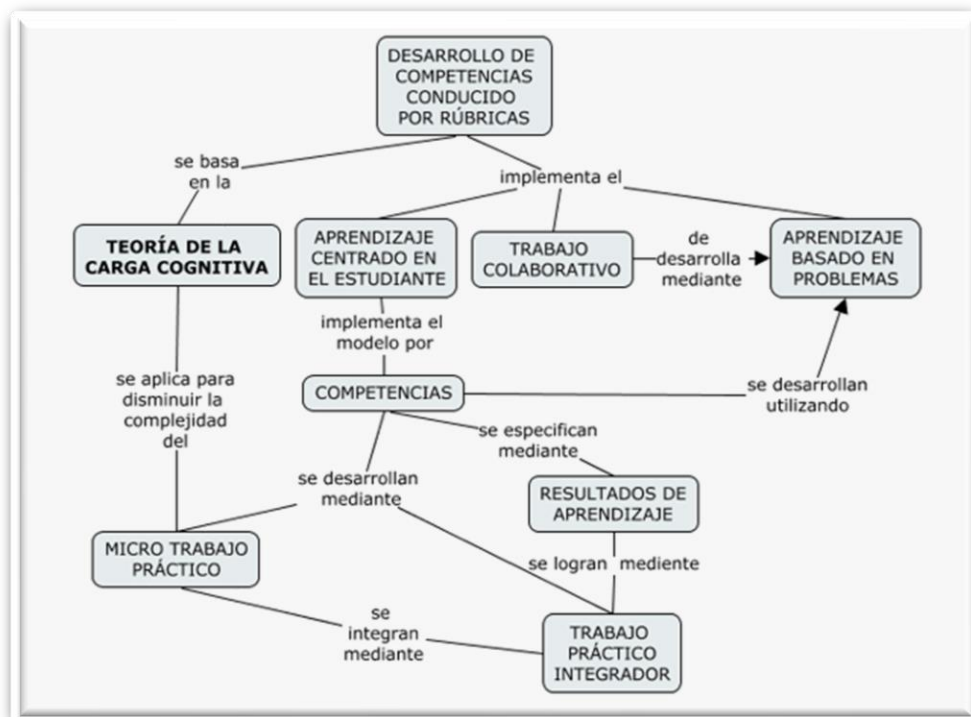 DESARROLLO DE
COMPETENCIAS
CONDUCIDO
POR RÚBRICAS
se basa
en la
implementa el
TEORÍA DE LA
CARGA COGNITIVA
APRENDIZAJE
CENTRADO EN
EL ESTUDIANTE
TRABAJO
COLABORATIVO
de
desarrolla
mediante
APRENDIZAJE
BASADO EN
PROBLEMAS
implementa el
modelo por
se aplica para
disminuir la
complejidad
del
COMPETENCIAS
se desarrollan
utilizando
se especifican
mediante
se desarrollan
mediante
RESULTADOS DE
APRENDIZAJE
MICRO TRABAJO
PRÁCTICO
se logran mediente
se
integran
mediante
TRABAJO
PRÁCTICO
INTEGRADOR